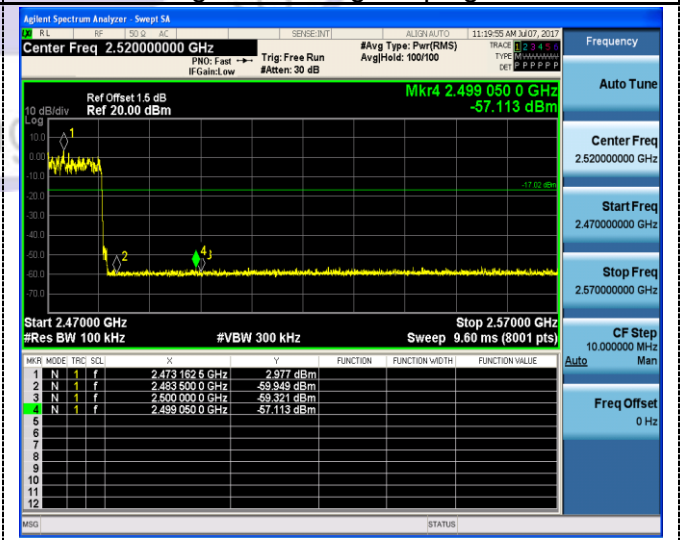 Agilent Spectrum Analyzer - Swept SA
RL RF 50 Ω AC SENSE:INT ALIGN AUTO 11:19:55 AM Jul 07, 2017
Center Freq 2.520000000 GHz
PNO: Fast
IFGain:Low
Trig: Free Run
#Atten: 30 dB
#Avg Type: Pwr(RMS)
Avg|Hold: 100/100
TRACE 1 2 3 4 5 6
TYPE M
DET P P P P P P
Ref Offset 1.5 dB
10 dB/div Ref 20.00 dBm
Log
Mkr4 2.499 050 0 GHz
-57.113 dBm
10.0
0.00
-10.0
-20.0
-30.0
-40.0
-50.0
-60.0
-70.0
1
2
4
3
-17.02 dBm
Start 2.47000 GHz Stop 2.57000 GHz
#Res BW 100 kHz #VBW 300 kHz Sweep 9.60 ms (8001 pts)
MKR MODE TRC SCL X Y FUNCTION FUNCTION WIDTH FUNCTION VALUE
1 N 1 f 2.473 162 5 GHz 2.977 dBm
2 N 1 f 2.483 500 0 GHz -59.949 dBm
3 N 1 f 2.500 000 0 GHz -59.321 dBm
4 N 1 f 2.499 050 0 GHz -57.113 dBm
5
6
7
8
9
10
11
12
MSG STATUS
Frequency
Auto Tune
Center Freq
2.520000000 GHz
Start Freq
2.470000000 GHz
Stop Freq
2.570000000 GHz
CF Step
10.000000 MHz
Auto Man
Freq Offset
0 Hz